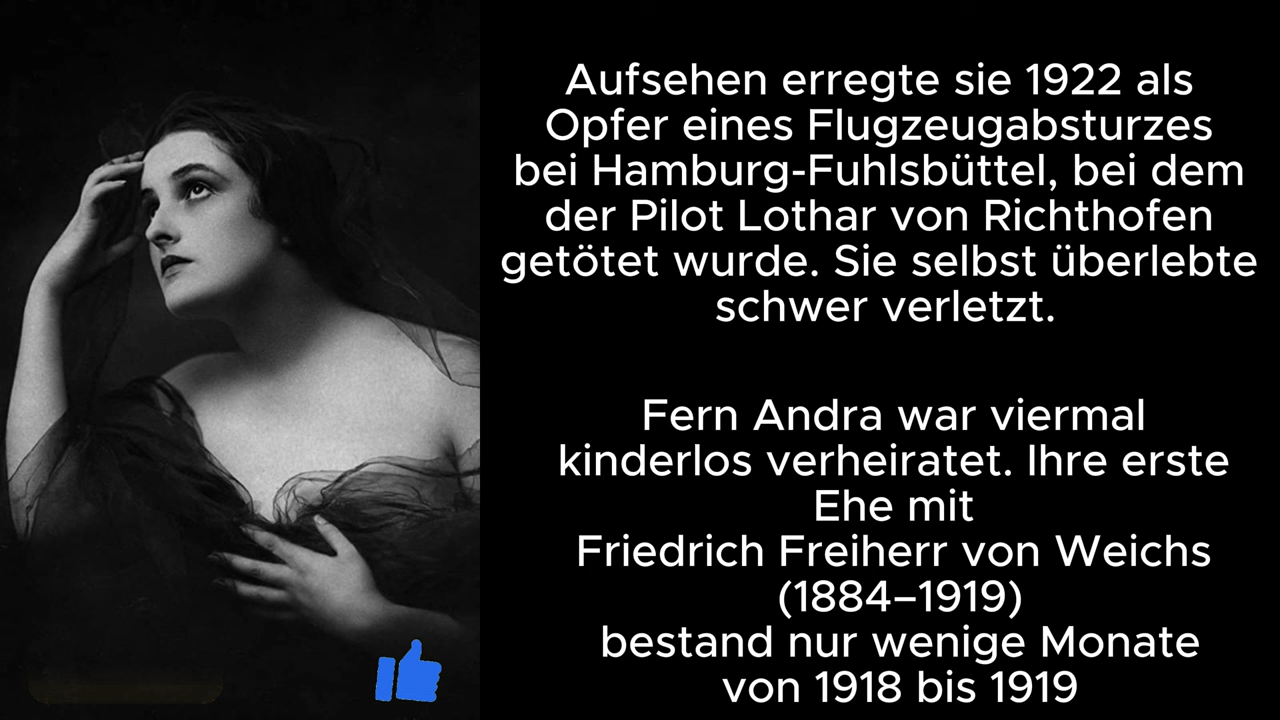 Aufsehen erregte sie 1922 als
Opfer eines Flugzeugabsturzes
bei Hamburg-Fuhlsbüttel, bei dem
der Pilot Lothar von Richthofen
getötet wurde. Sie selbst überlebte
schwer verletzt.
Fern Andra war viermal
kinderlos verheiratet. Ihre erste
Ehe mit
Friedrich Freiherr von Weichs
(1884–1919)
bestand nur wenige Monate
von 1918 bis 1919